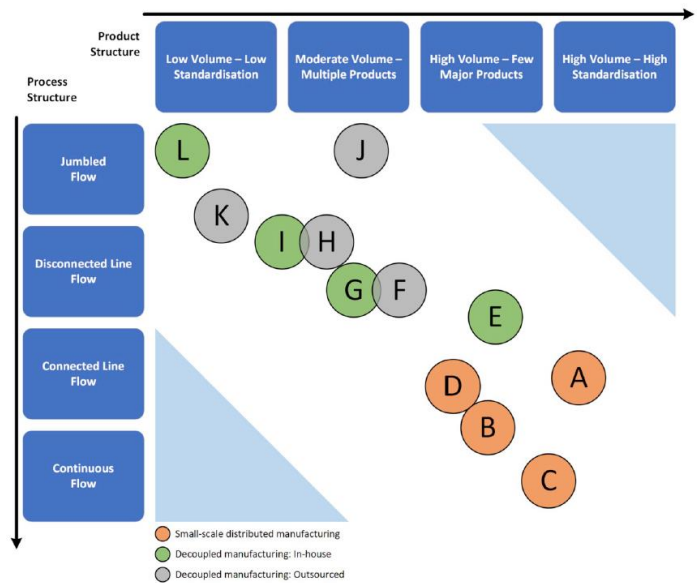 Product
Structure
Process
Structure
Low Volume – Low
Standardisation
Moderate Volume –
Multiple Products
High Volume – Few
Major Products
High Volume – High
Standardisation
Jumbled
Flow
Disconnected Line
Flow
Connected Line
Flow
Continuous
Flow
L
J
K
I
H
G
F
E
A
D
B
C
Small-scale distributed manufacturing
Decoupled manufacturing: In-house
Decoupled manufacturing: Outsourced